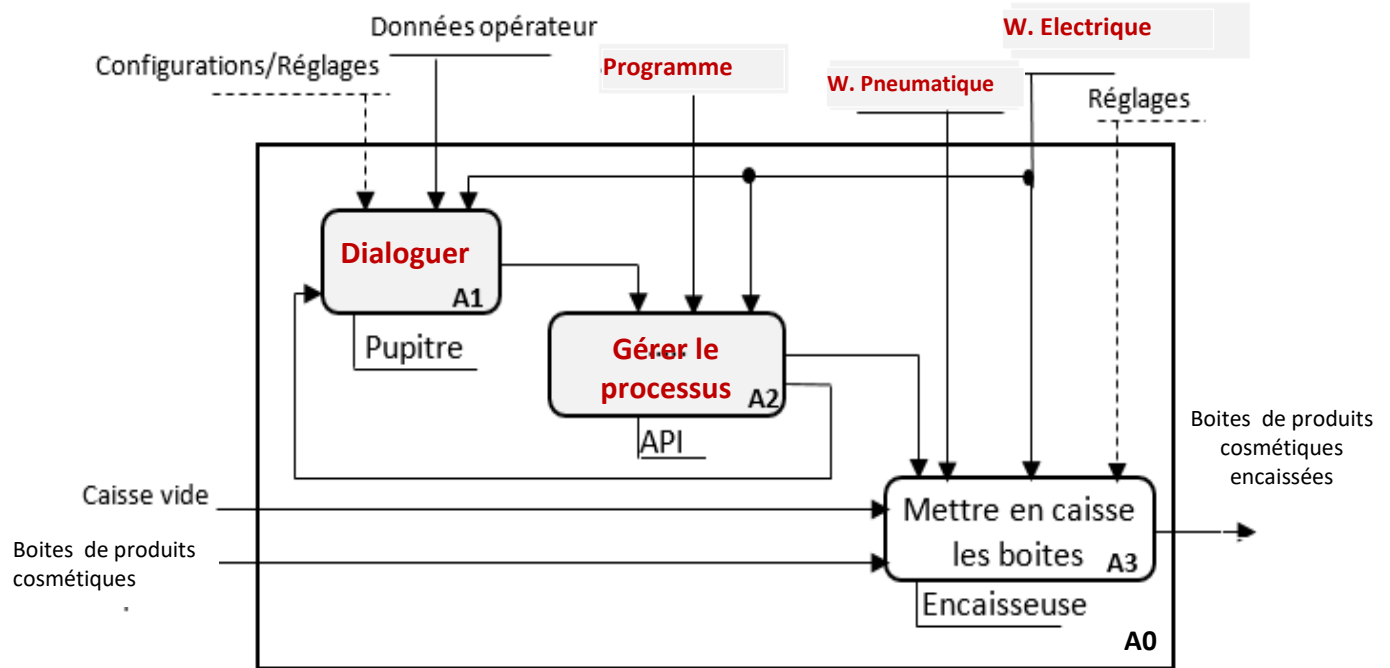 Données opérateur
W. Electrique
Configurations/Réglages
Programme
W. Pneumatique
Réglages
Dialoguer
A1
Pupitre
Gérer le
processus
A2
API
Boites de produits
cosmétiques
encaissées
Caisse vide
Mettre en caisse
les boites
A3
Boites de produits
cosmétiques
Encaisseuse
A0